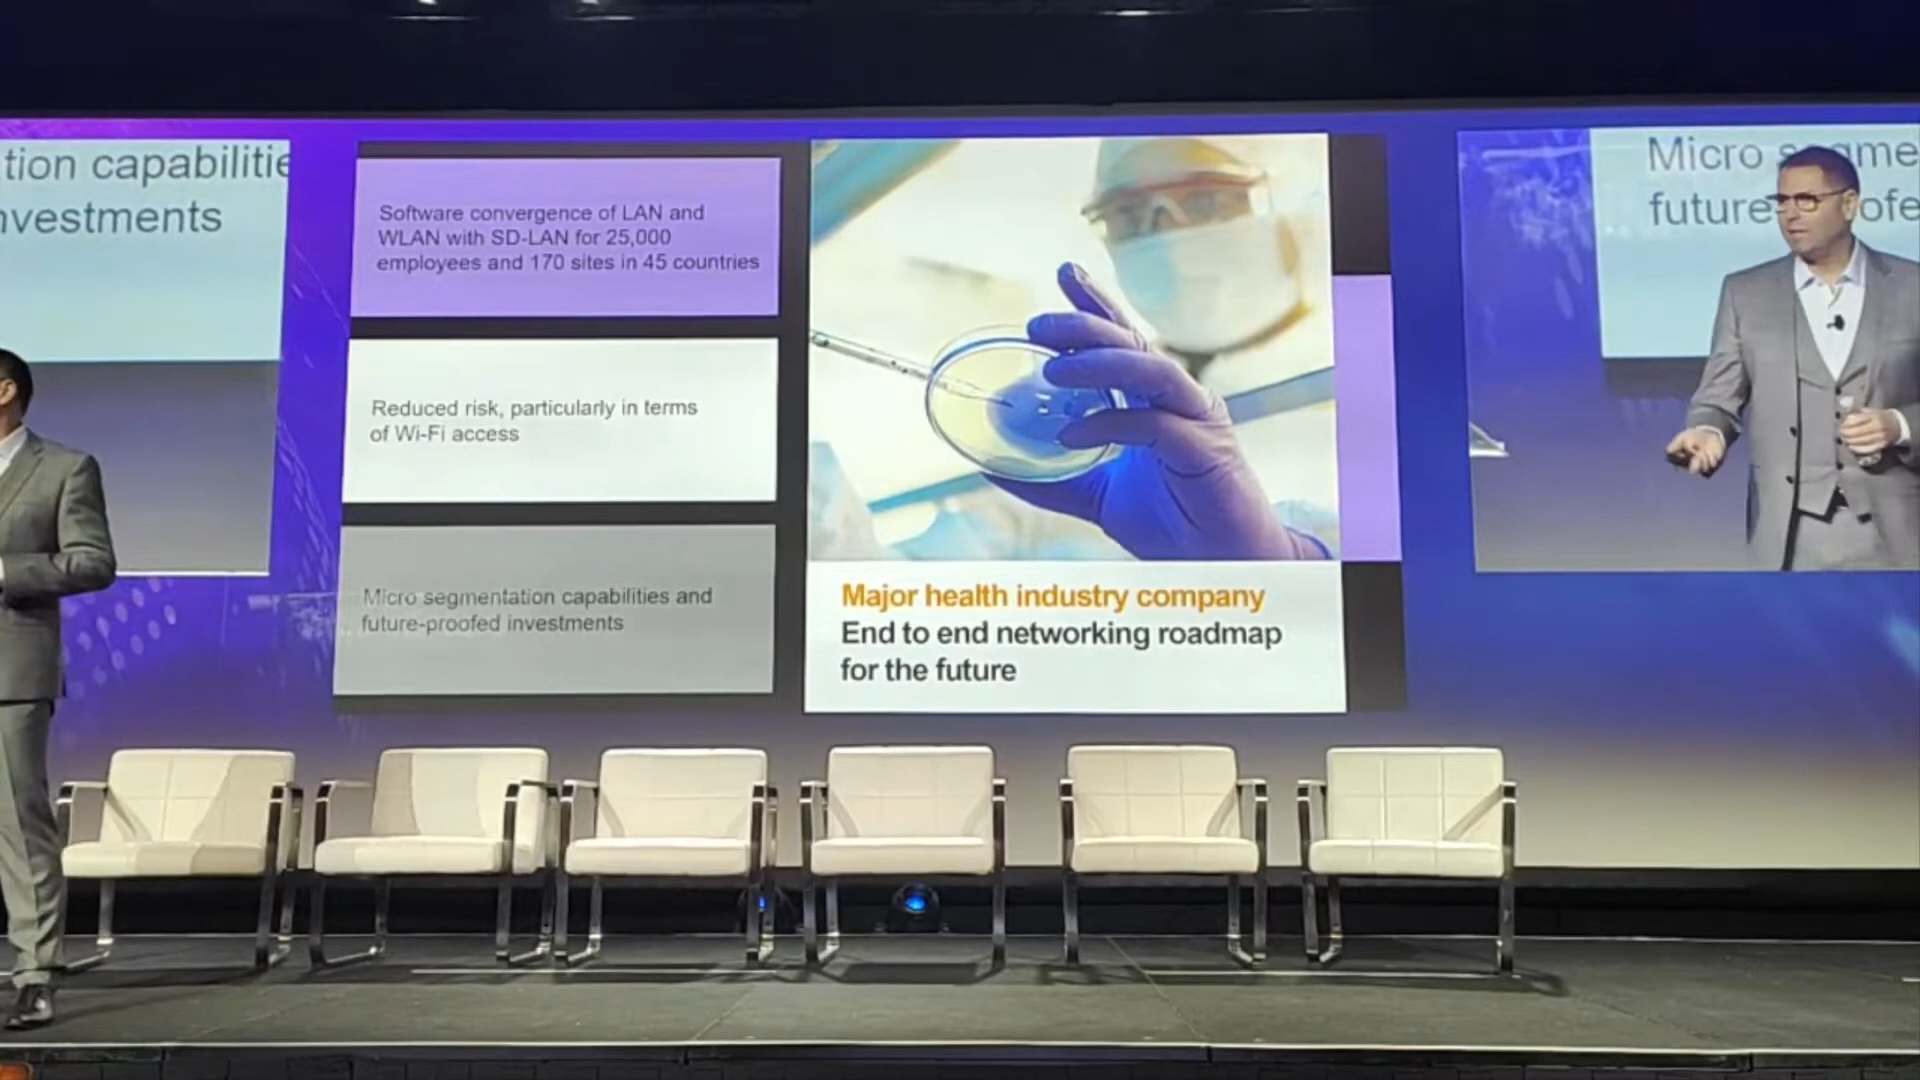 tion capabilitie
nvestments
Software convergence of LAN and
WLAN with SD-LAN for 25,000
employees and 170 sites in 45 countries
Reduced risk, particularly in terms
of Wi-Fi access
Micro segmentation capabilities and
future-proofed investments
Major health industry company
End to end networking roadmap
for the future
Micro s gme
future- ofe